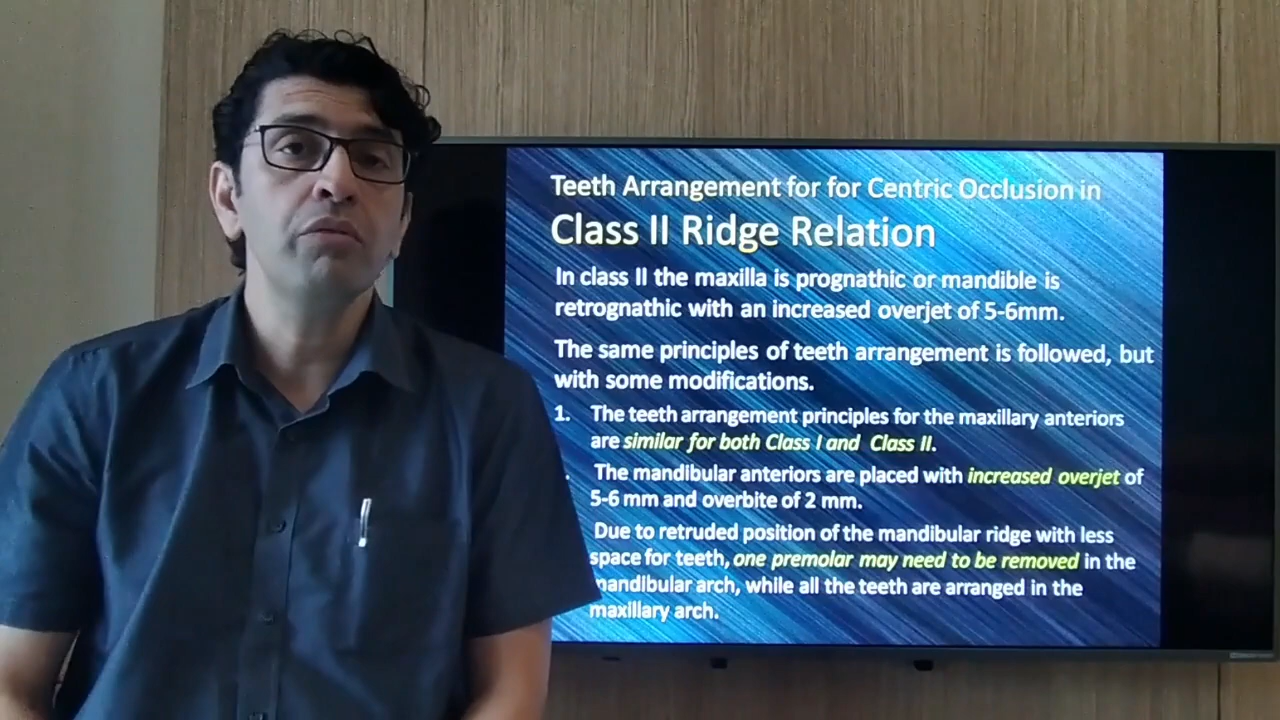 Teeth Arrangement for for Centric Occlusion in
Class II Ridge Relation
In class II the maxilla is prognathic or mandible is
retrognathic with an increased overjet of 5-6mm.
The same principles of teeth arrangement is followed, but
with some modifications.
1. The teeth arrangement principles for the maxillary anteriors
are similar for both Class I and Class II.
. The mandibular anteriors are placed with increased overjet of
5-6 mm and overbite of 2 mm.
Due to retruded position of the mandibular ridge with less
space for teeth, one premolar may need to be removed in the
mandibular arch, while all the teeth are arranged in the
maxillary arch.